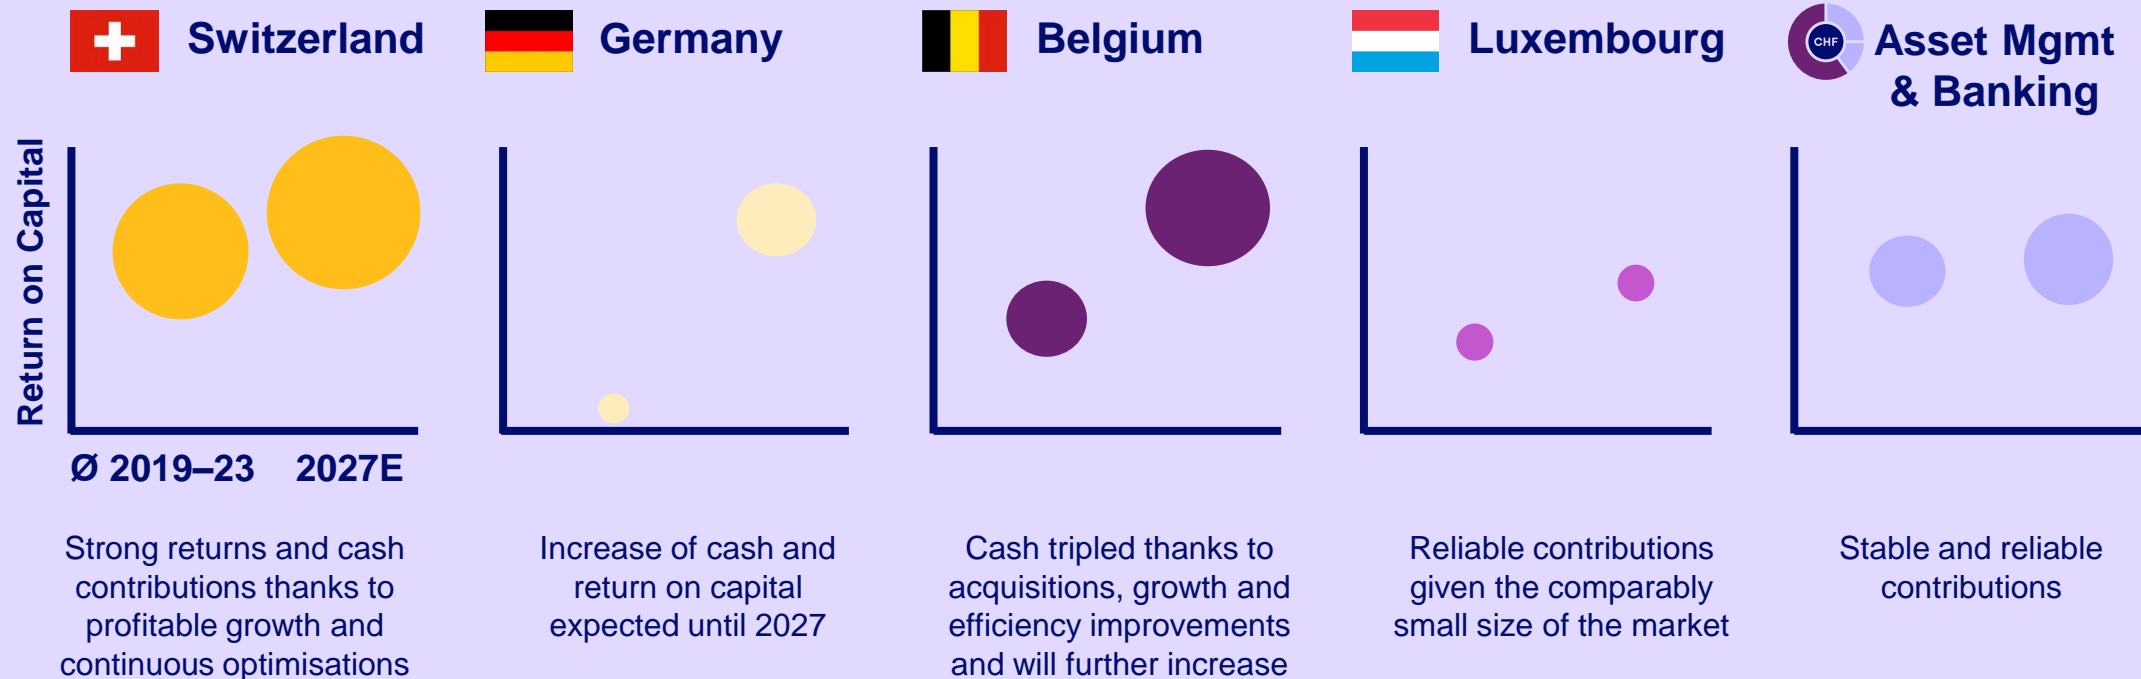 Switzerland
Germany
Belgium
Luxembourg
CHF
Asset Mgmt
& Banking
Return on Capital
Ø 2019–23
2027E
Strong returns and cash
contributions thanks to
profitable growth and
continuous optimisations
Increase of cash and
return on capital
expected until 2027
Cash tripled thanks to
acquisitions, growth and
efficiency improvements
and will further increase
Reliable contributions
given the comparably
small size of the market
Stable and reliable
contributions